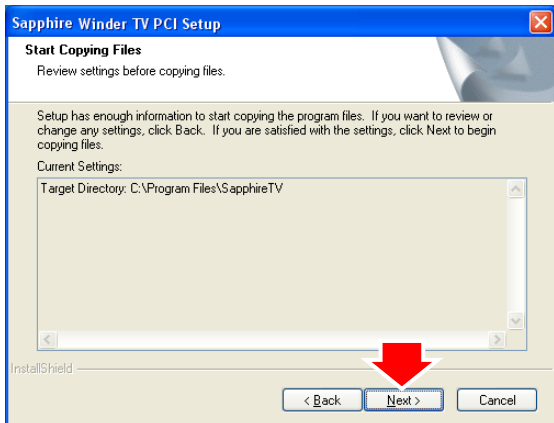 Sapphire Winder TV PCI Setup
Start Copying Files
Review settings before copying files.
Setup has enough information to start copying the program files. If you want to review or
change any settings, click Back. If you are satisfied with the settings, click Next to begin
copying files.
Current Settings:
Target Directory: C:\Program Files\SapphireTV
InstallShield
< Back
Next >
Cancel